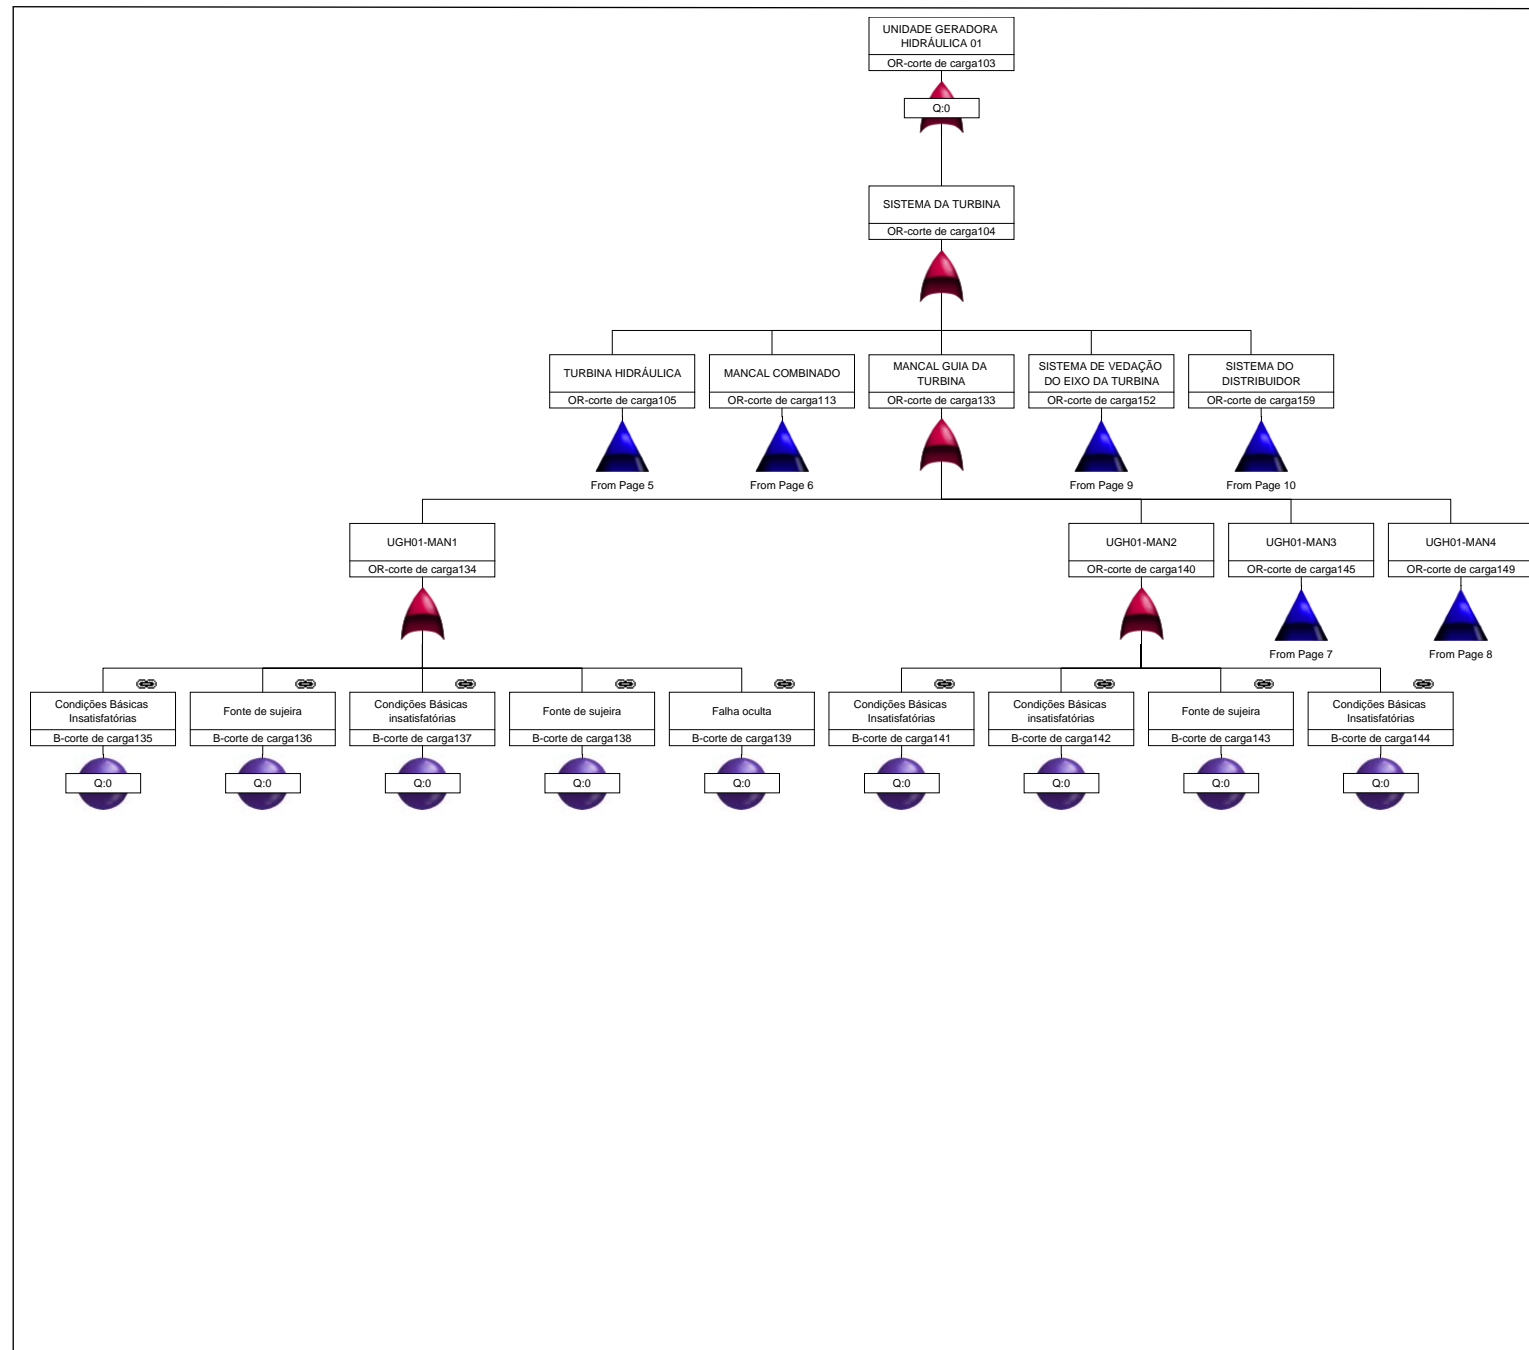 UNIDADE GERADORA
HIDRÁULICA 01
OR-corte de carga103
Q:0
SISTEMA DA TURBINA
OR-corte de carga104
TURBINA HIDRÁULICA
OR-corte de carga105
From Page 5
MANCAL COMBINADO
OR-corte de carga113
From Page 6
MANCAL GUIA DA
TURBINA
OR-corte de carga133
SISTEMA DE VEDAÇÃO
DO EIXO DA TURBINA
OR-corte de carga152
From Page 9
SISTEMA DO
DISTRIBUIDOR
OR-corte de carga159
From Page 10
UGH01-MAN1
OR-corte de carga134
UGH01-MAN2
OR-corte de carga140
UGH01-MAN3
OR-corte de carga145
From Page 7
UGH01-MAN4
OR-corte de carga149
From Page 8
Condições Básicas
Insatisfatórias
B-corte de carga135
Q:0
Fonte de sujeira
B-corte de carga136
Q:0
Condições Básicas
insatisfatórias
B-corte de carga137
Q:0
Fonte de sujeira
B-corte de carga138
Q:0
Falha oculta
B-corte de carga139
Q:0
Condições Básicas
Insatisfatórias
B-corte de carga141
Q:0
Condições Básicas
insatisfatórias
B-corte de carga142
Q:0
Fonte de sujeira
B-corte de carga143
Q:0
Condições Básicas
Insatisfatórias
B-corte de carga144
Q:0